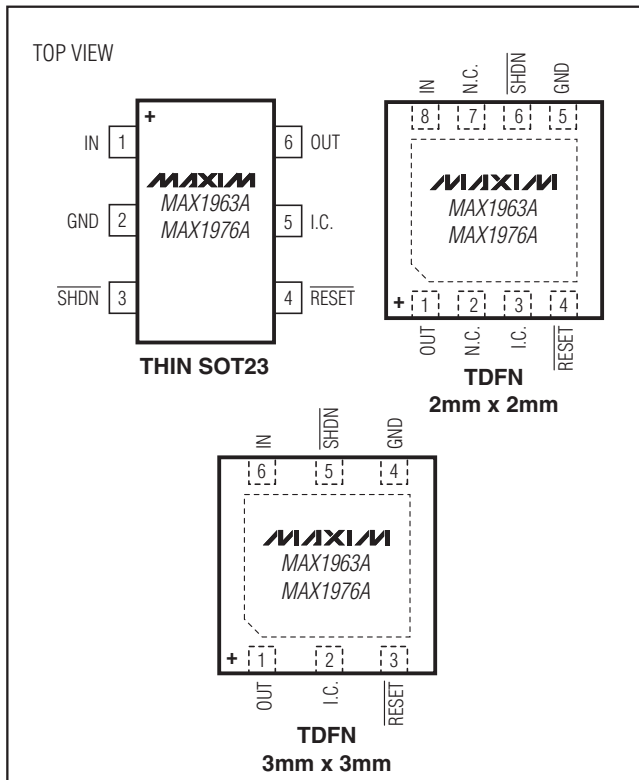 TOP VIEW
+
IN 1
6 OUT
MAXIM
MAX1963A
MAX1976A
GND 2
5 I.C.
SHDN 3
4 RESET
THIN SOT23
IN N.C. SHDN GND
8 7 6 5
MAXIM
MAX1963A
MAX1976A
+ 1 2 3 4
OUT N.C. I.C. RESET
TDFN
2mm x 2mm
IN SHDN GND
6 5 4
MAXIM
MAX1963A
MAX1976A
+ 1 2 3
OUT I.C. RESET
TDFN
3mm x 3mm